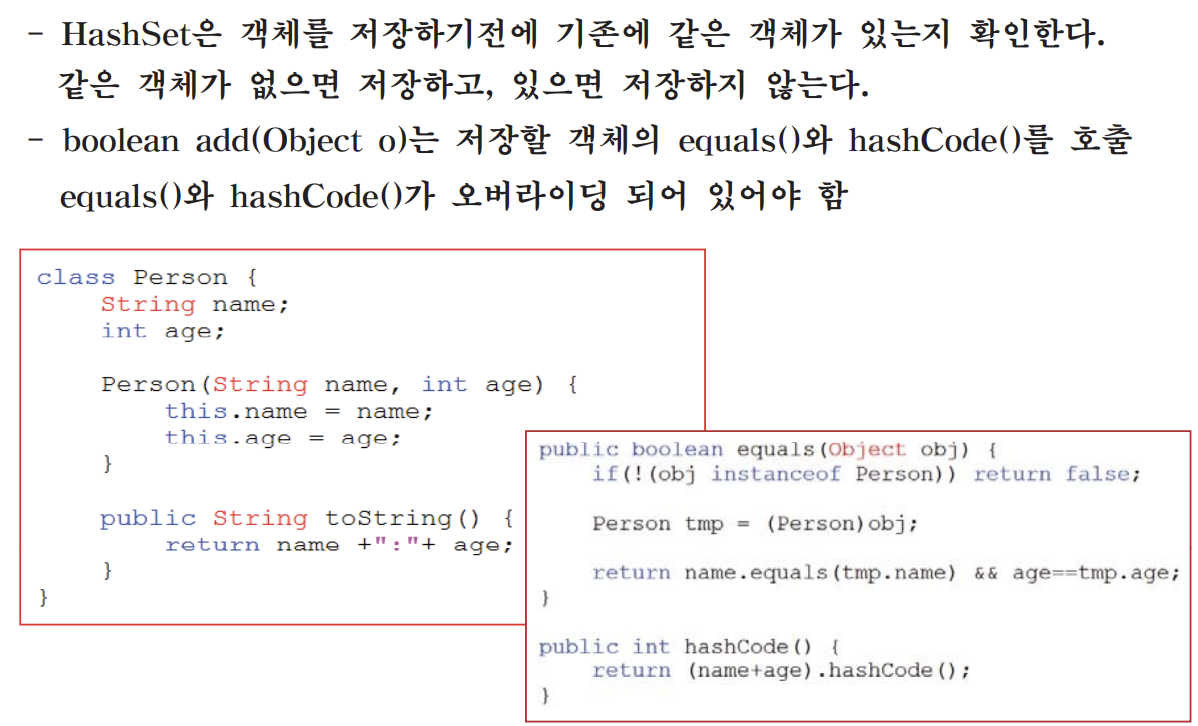 - HashSet은 객체를 저장하기전에 기존에 같은 객체가 있는지 확인한다.
같은 객체가 없으면 저장하고, 있으면 저장하지 않는다.
- boolean add(Object o)는 저장할 객체의 equals()와 hashCode()를 호출
equals()와 hashCode()가 오버라이딩 되어 있어야 함
class Person {
    String name;
    int age;
    Person(String name, int age) {
        this.name = name;
        this.age = age;
    }
    public String toString() {
        return name +":"+ age;
    }
}
public boolean equals(Object obj) {
    if(!(obj instanceof Person)) return false;
    Person tmp = (Person)obj;
    return name.equals(tmp.name) && age==tmp.age;
}
public int hashCode() {
    return (name+age).hashCode();
}